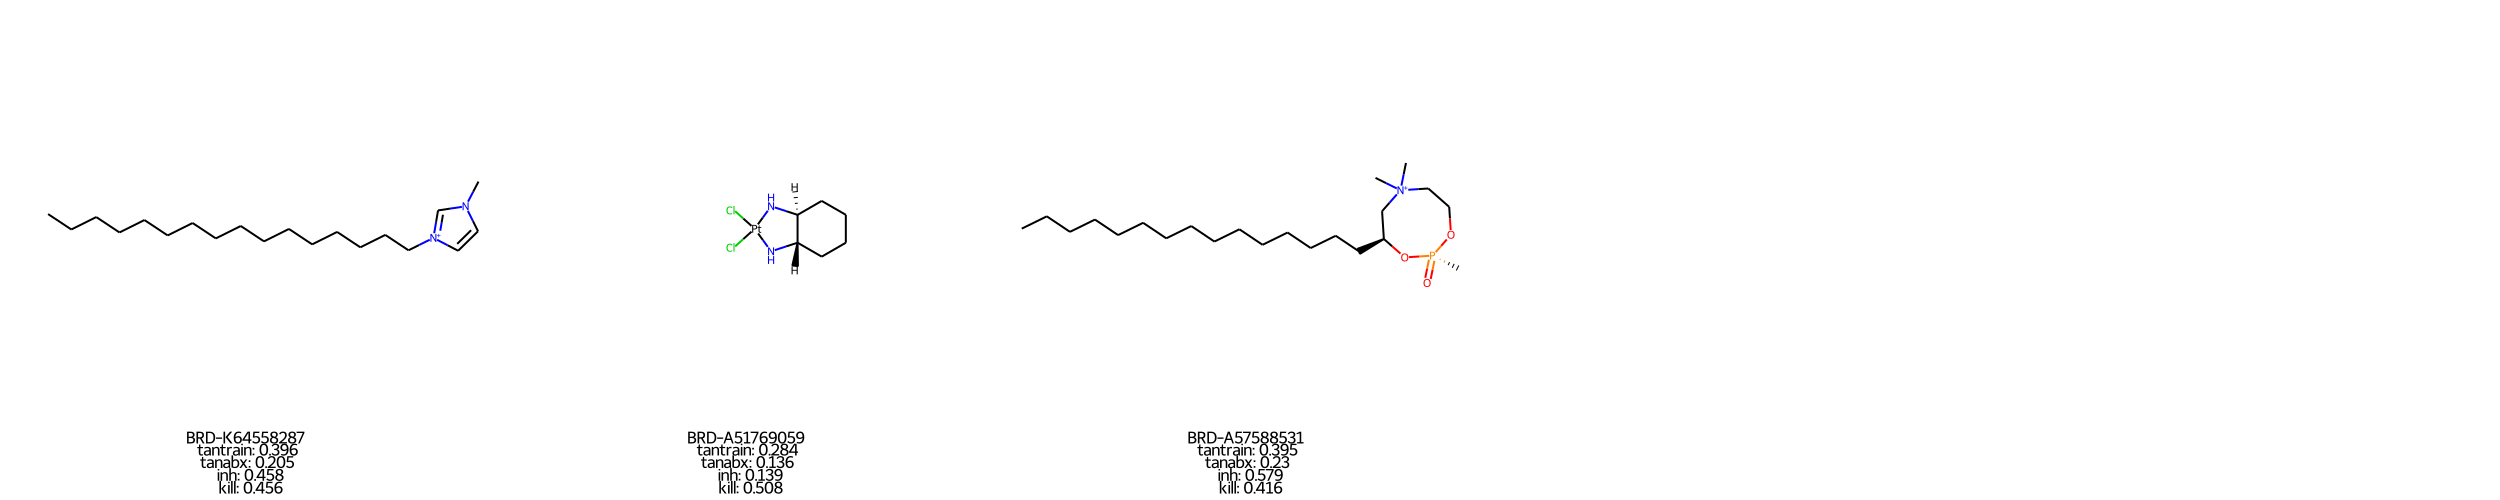 N
N+
H
H
N
Cl
Pt
Cl
N
H
H
N+
O
O
P
O
BRD-K64558287
tantrain: 0.396
tanabx: 0.205
inh: 0.458
kill: 0.456
BRD-A51769059
tantrain: 0.284
tanabx: 0.136
inh: 0.139
kill: 0.508
BRD-A57588531
tantrain: 0.395
tanabx: 0.23
inh: 0.579
kill: 0.416